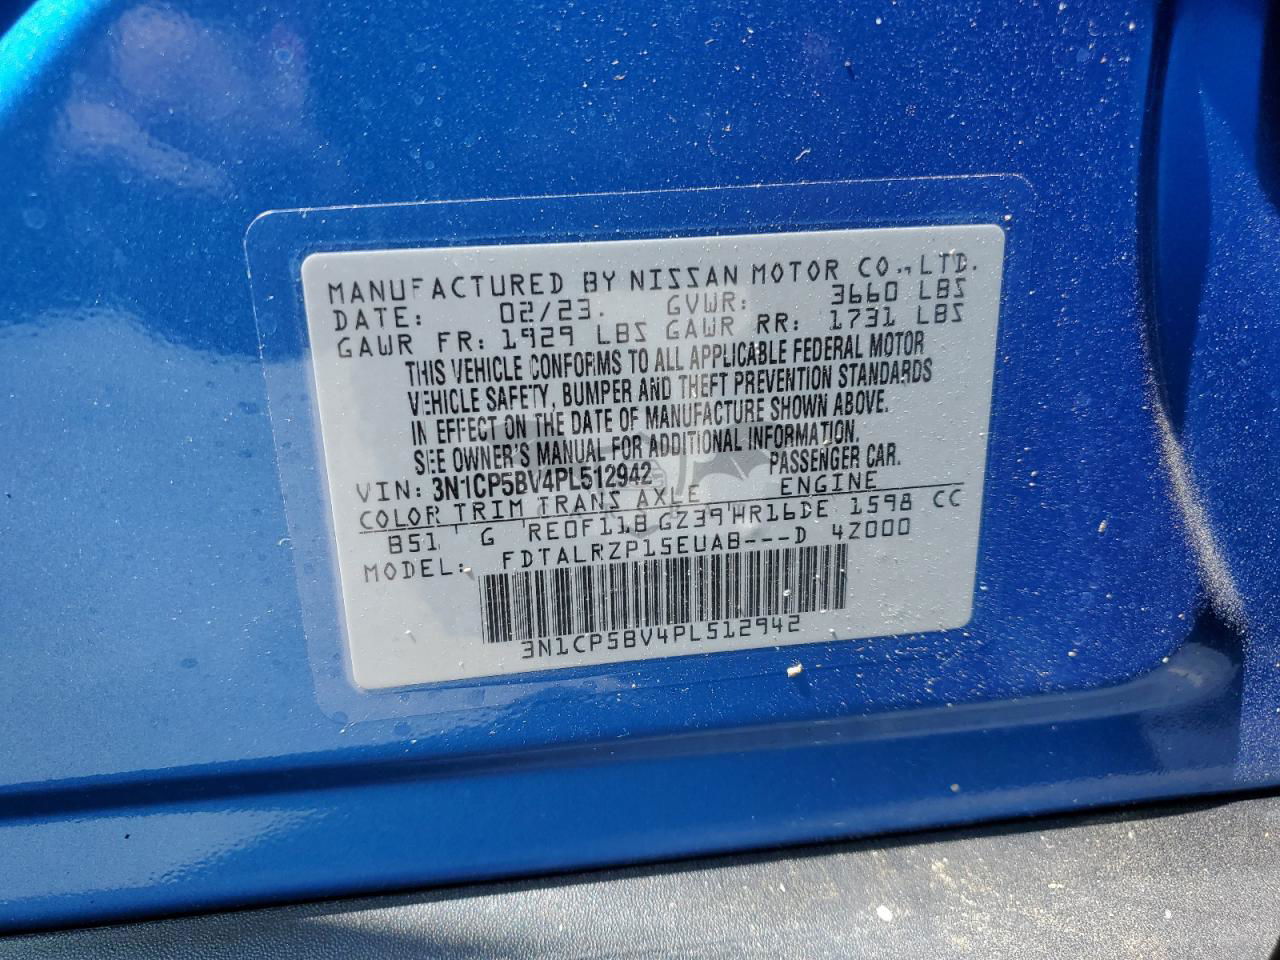 MANUFACTURED BY NISSAN MOTOR CO., LTD.
DATE: 02/23. GVWR: 3660 LBS
GAWR FR: 1929 LBS GAWR RR: 1731 LBS
THIS VEHICLE CONFORMS TO ALL APPLICABLE FEDERAL MOTOR
VEHICLE SAFETY, BUMPER AND THEFT PREVENTION STANDARDS
IN EFFECT ON THE DATE OF MANUFACTURE SHOWN ABOVE.
SEE OWNER'S MANUAL FOR ADDITIONAL INFORMATION.
VIN: 3N1CP5BV4PL512942 PASSENGER CAR.
COLOR TRIM TRANS AXLE ENGINE
B51 G RE0F11B GZ39 HR16DE 1598 CC
MODEL: FDTALRZP15EUAB---D 4Z000
3N1CP5BV4PL512942